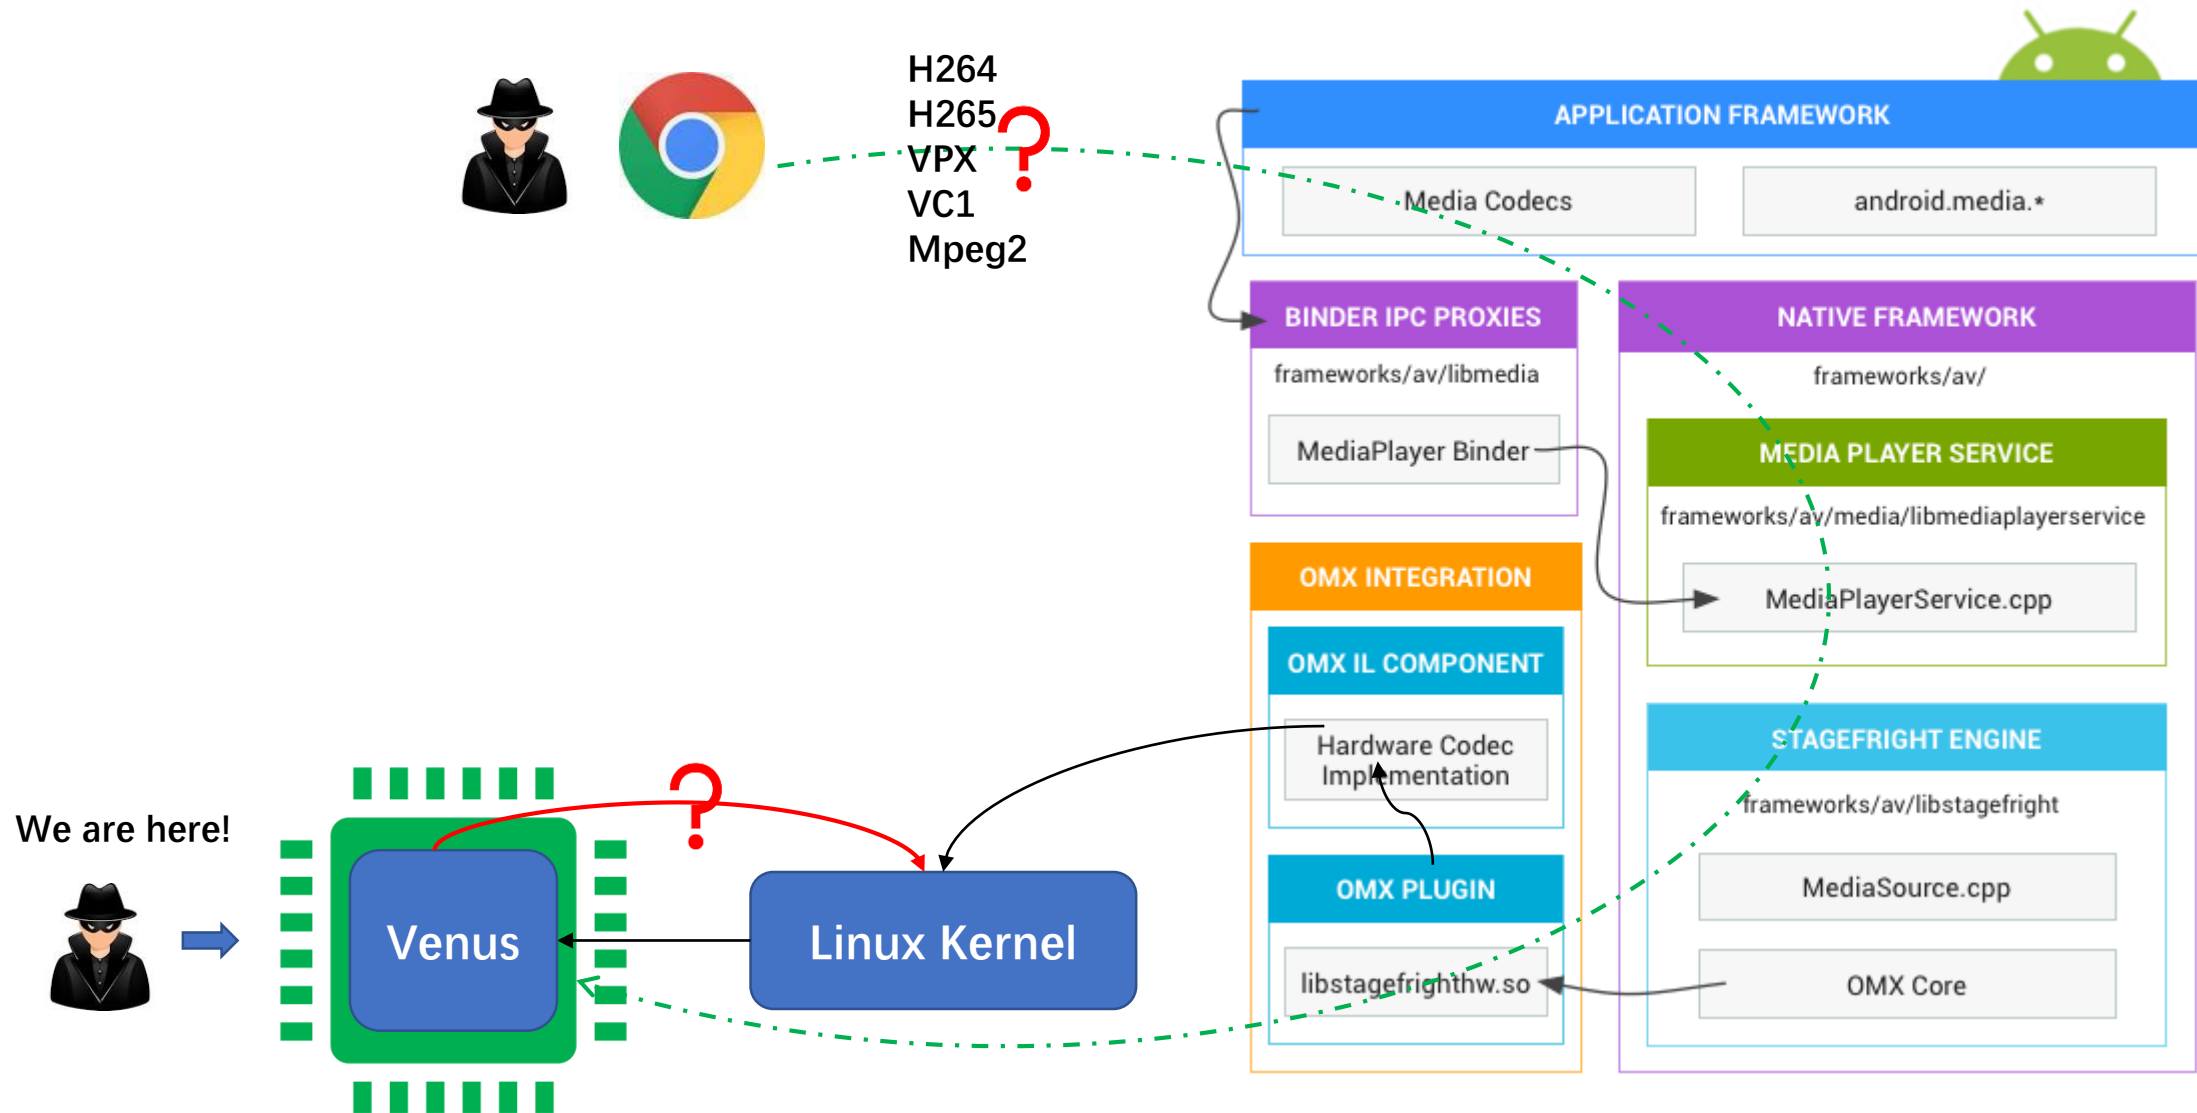 H264
H265
VPX
VC1
Mpeg2
?
APPLICATION FRAMEWORK
Media Codecs
android.media.*
BINDER IPC PROXIES
frameworks/av/libmedia
MediaPlayer Binder
NATIVE FRAMEWORK
frameworks/av/
MEDIA PLAYER SERVICE
frameworks/av/media/libmediaplayerservice
MediaPlayerService.cpp
OMX INTEGRATION
OMX IL COMPONENT
Hardware Codec
Implementation
OMX PLUGIN
libstagefrighthw.so
STAGEFRIGHT ENGINE
frameworks/av/libstagefright
MediaSource.cpp
OMX Core
We are here!
Venus
?
Linux Kernel